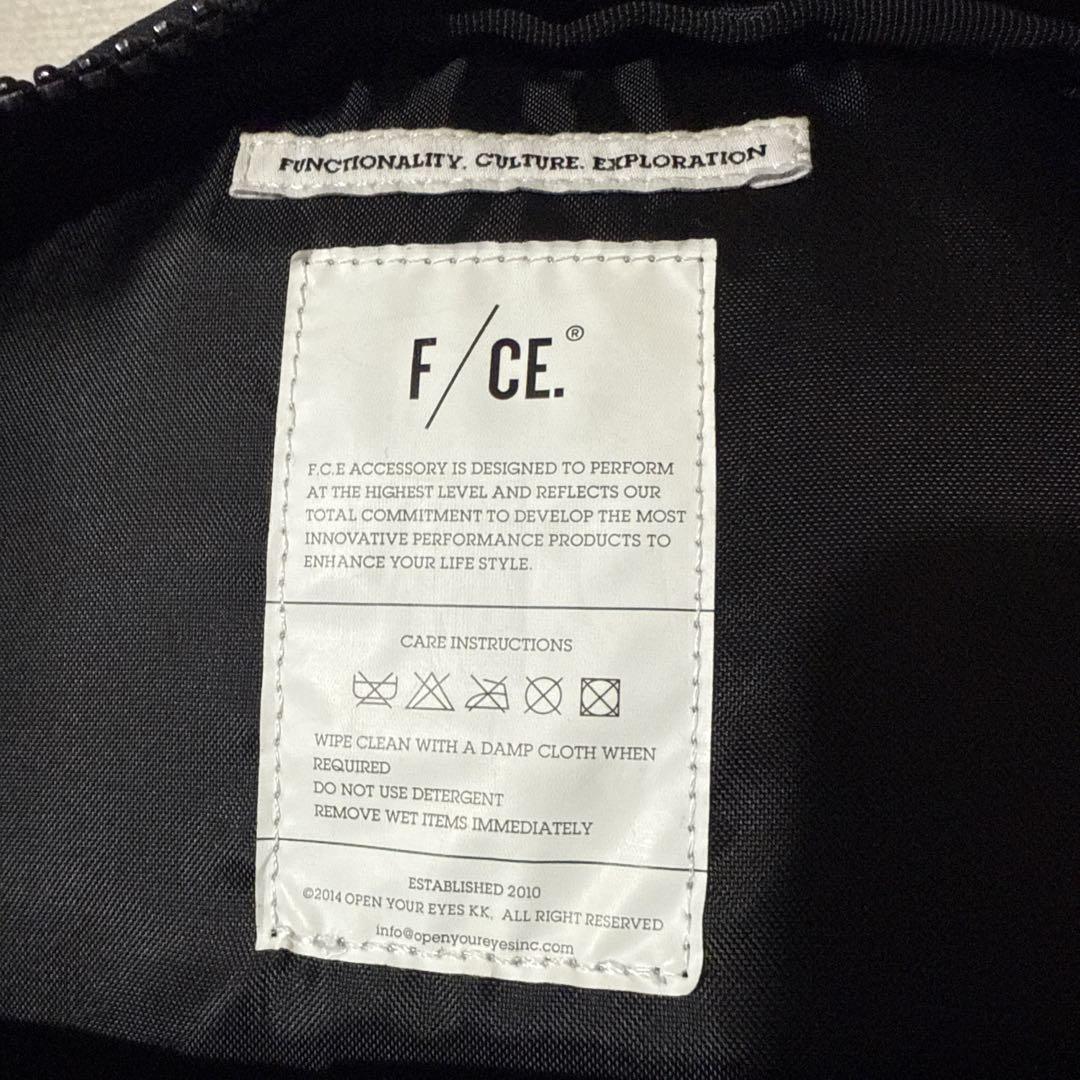 FUNCTIONALITY. CULTURE. EXPLORATION
F/CE.®
F.C.E ACCESSORY IS DESIGNED TO PERFORM
AT THE HIGHEST LEVEL AND REFLECTS OUR
TOTAL COMMITMENT TO DEVELOP THE MOST
INNOVATIVE PERFORMANCE PRODUCTS TO
ENHANCE YOUR LIFE STYLE.
CARE INSTRUCTIONS
WIPE CLEAN WITH A DAMP CLOTH WHEN
REQUIRED
DO NOT USE DETERGENT
REMOVE WET ITEMS IMMEDIATELY
ESTABLISHED 2010
©2014 OPEN YOUR EYES KK, ALL RIGHT RESERVED
info@openyoureyesinc.com